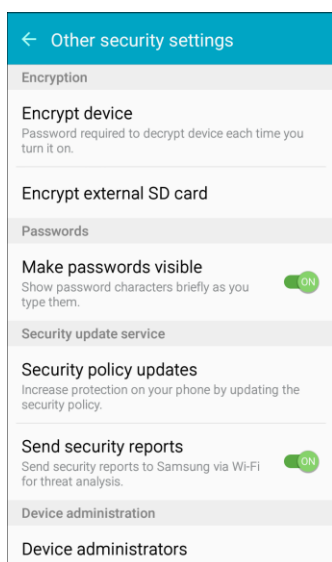 ← Other security settings
Encryption
Encrypt device
Password required to decrypt device each time you
turn it on.
Encrypt external SD card
Passwords
Make passwords visible
Show password characters briefly as you
type them.
ON
Security update service
Security policy updates
Increase protection on your phone by updating the
security policy.
Send security reports
Send security reports to Samsung via Wi-Fi
for threat analysis.
ON
Device administration
Device administrators